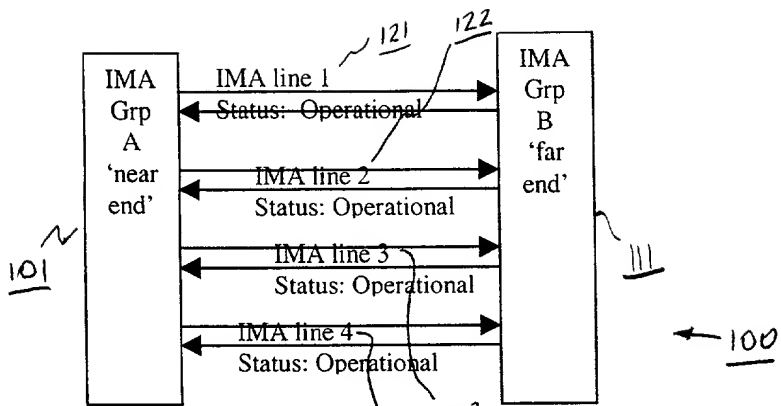 121
122
IMA
Grp
A
‘near
end’
IMA line 1
Status: Operational
IMA line 2
Status: Operational
IMA line 3
Status: Operational
IMA line 4
Status: Operational
IMA
Grp
B
‘far
end’
101
111
100